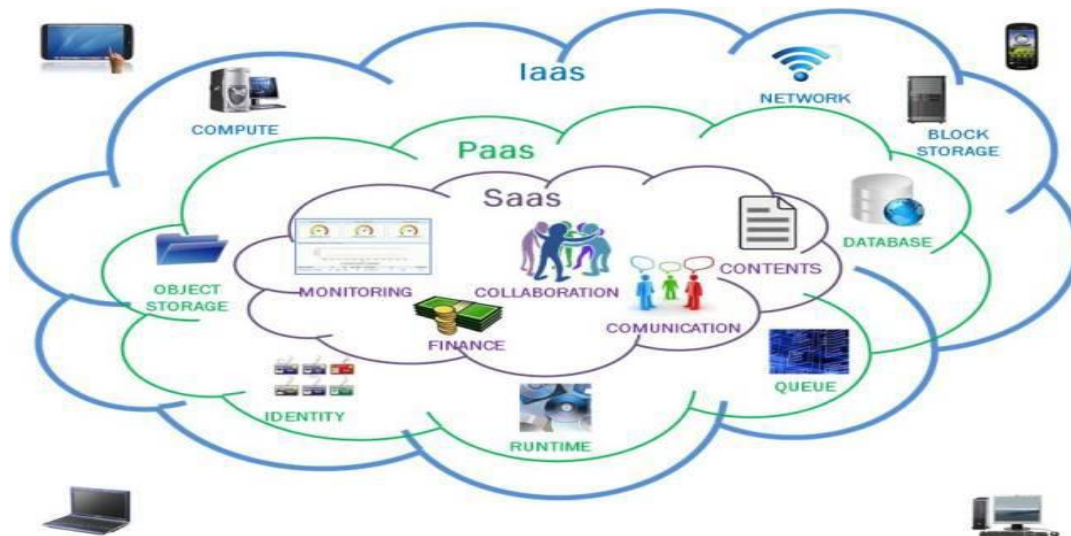 Iaas
NETWORK
COMPUTE
BLOCK
STORAGE
Paas
Saas
DATABASE
CONTENTS
OBJECT
STORAGE
MONITORING
COLLABORATION
COMUNICATION
FINANCE
QUEUE
IDENTITY
RUNTIME